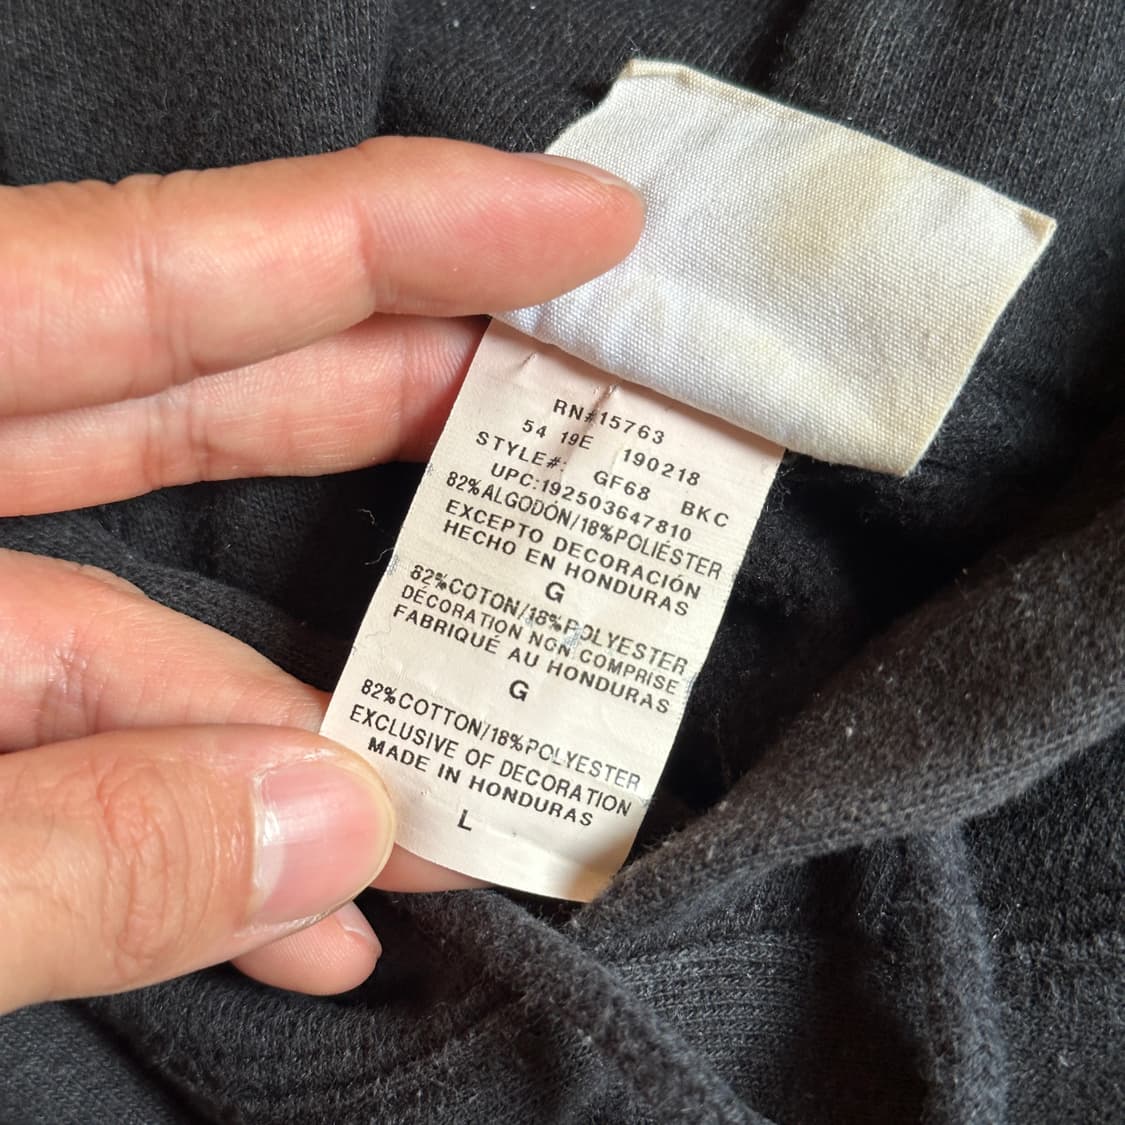 RN#15763
54 19E 190218
STYLE#: GF68 BKC
UPC:192503647810
82%ALGODÓN/18%POLIÉSTER
EXCEPTO DECORACIÓN
HECHO EN HONDURAS
G
82%COTON/18%POLYESTER
DÉCORATION NON COMPRISE
FABRIQUÉ AU HONDURAS
G
82%COTTON/18%POLYESTER
EXCLUSIVE OF DECORATION
MADE IN HONDURAS
L